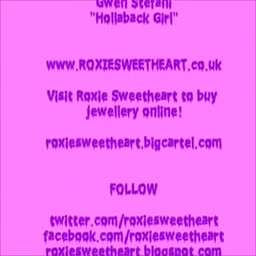 Gwen Stefani
"Hollaback Girl"
www.ROXIESWEETHEART.co.uk
Visit Roxie Sweetheart to buy
jewellery online!
roxiesweetheart.bigcartel.com
FOLLOW
twitter.com/roxiesweetheart
facebook.com/roxiesweetheart
roxiesweetheart.blogspot.com